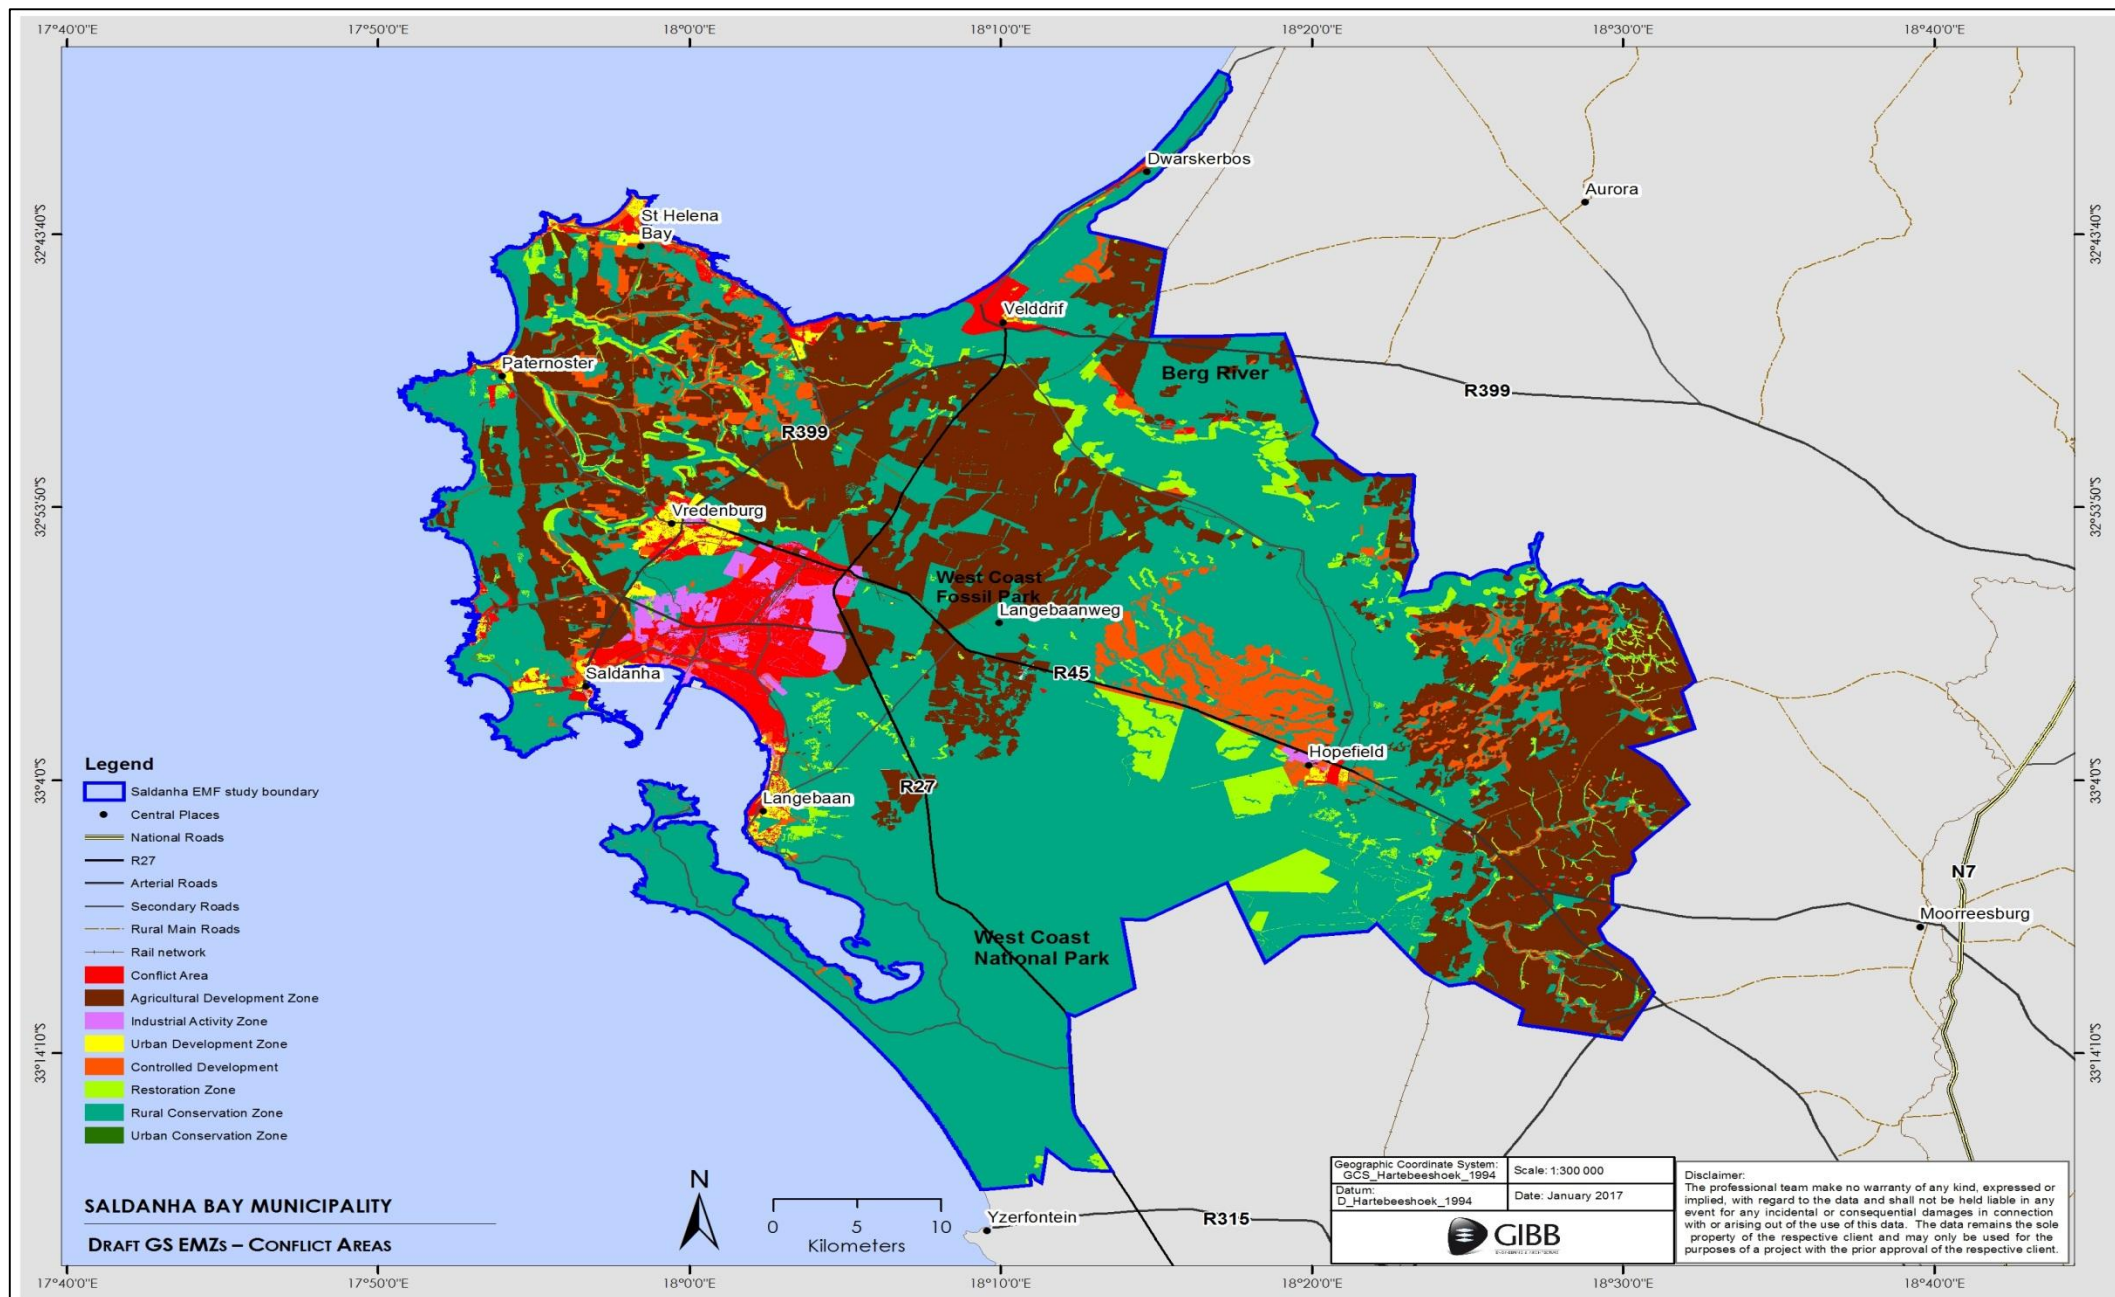 17°40'0"E 17°50'0"E 18°0'0"E 18°10'0"E 18°20'0"E 18°30'0"E 18°40'0"E
32°43'40"S
32°43'40"S
32°53'50"S
32°53'50"S
33°4'0"S
33°4'0"S
33°14'10"S
33°14'10"S
Dwarskerbos
Aurora
St Helena
Bay
Velddrif
Paternoster
Berg River
R399
R399
Vredenburg
West Coast
Fossil Park
Langebaanweg
Saldanha
R45
Hopefield
R27
Langebaan
N7
Moorreesburg
West Coast
National Park
Yzerfontein
R315
Legend
Saldanha EMF study boundary
Central Places
National Roads
R27
Arterial Roads
Secondary Roads
Rural Main Roads
Rail network
Conflict Area
Agricultural Development Zone
Industrial Activity Zone
Urban Development Zone
Controlled Development
Restoration Zone
Rural Conservation Zone
Urban Conservation Zone
SALDANHA BAY MUNICIPALITY
DRAFT GS EMZS – CONFLICT AREAS
N
0 5 10
Kilometers
Geographic Coordinate System:
GCS_Hartebeeshoek_1994
Scale: 1:300 000
Datum:
D_Hartebeeshoek_1994
Date: January 2017
GIBB
Disclaimer:
The professional team make no warranty of any kind, expressed or
implied, with regard to the data and shall not be held liable in any
event for any incidental or consequential damages in connection
with or arising out of the use of this data. The data remains the sole
property of the respective client and may only be used for the
purposes of a project with the prior approval of the respective client.
17°40'0"E 17°50'0"E 18°0'0"E 18°10'0"E 18°20'0"E 18°30'0"E 18°40'0"E